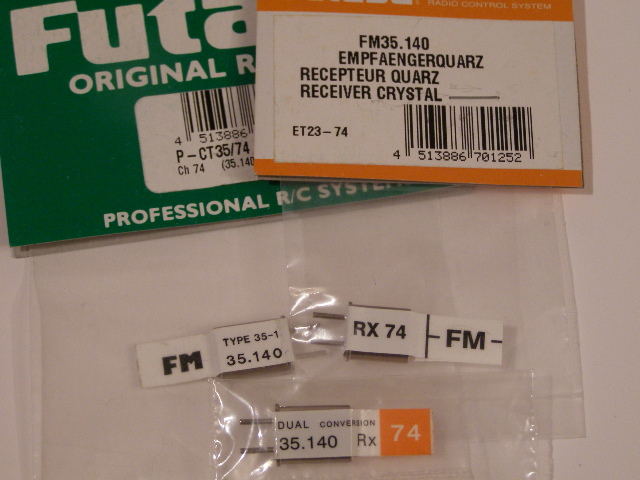 Futa
ORIGINAL R/
4 513886
P-CT35/74
Ch 74 (35.140
PROFESSIONAL R/C SYSTEM
RADIO CONTROL SYSTEM
FM35.140
EMPFAENGERQUARZ
RECEPTEUR QUARZ
RECEIVER CRYSTAL
ET23-74
4 513886 701252
FM
TYPE 35-1
35.140
RX 74
-FM-
DUAL CONVERSION
35.140 Rx
74